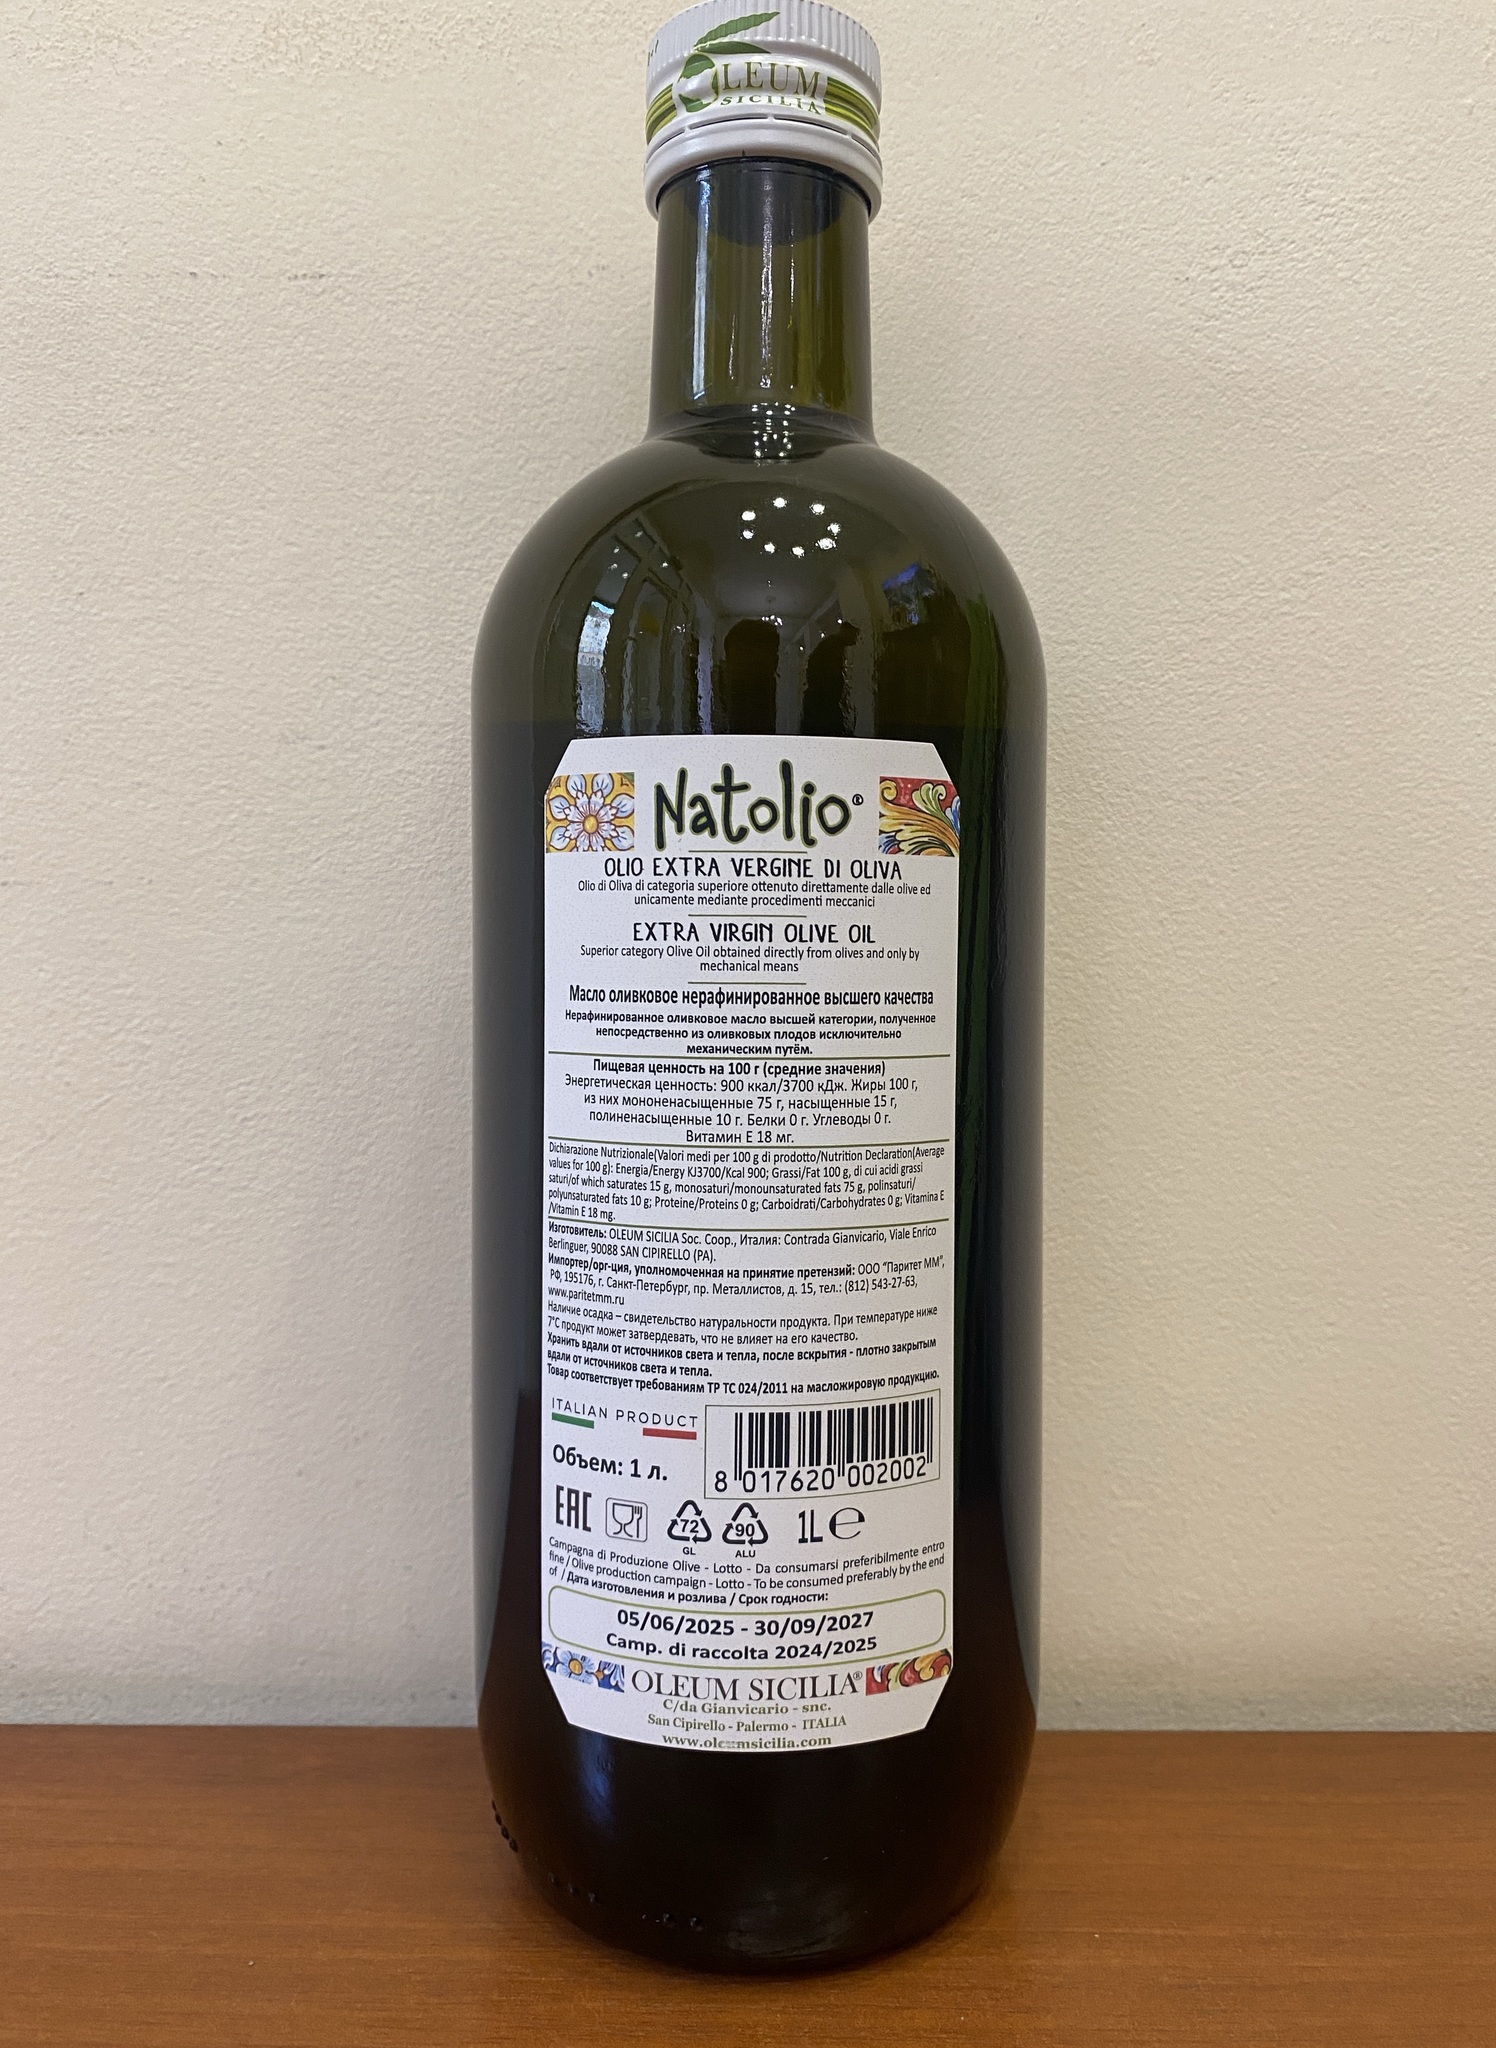 OLEUM
SICILIA
Natolio®
OLIO EXTRA VERGINE DI OLIVA
Olio di Oliva di categoria superiore ottenuto direttamente dalle olive ed
unicamente mediante procedimenti meccanici
EXTRA VIRGIN OLIVE OIL
Superior category Olive Oil obtained directly from olives and only by
mechanical means
Масло оливковое нерафинированное высшего качества
Нерафинированное оливковое масло высшей категории, полученное
непосредственно из оливковых плодов исключительно
механическим путём.
Пищевая ценность на 100 г (средние значения)
Энергетическая ценность: 900 ккал/3700 кДж. Жиры 100 г,
из них мононенасыщенные 75 г, насыщенные 15 г,
полиненасыщенные 10 г. Белки 0 г. Углеводы 0 г.
Витамин Е 18 мг.
Dichiarazione Nutrizionale(Valori medi per 100 g di prodotto/Nutrition Declaration(Average
values for 100 g): Energia/Energy KJ3700/Kcal 900; Grassi/Fat 100 g, di cui acidi grassi
saturi/of which saturates 15 g, monosaturi/monounsaturated fats 75 g, polinsaturi/
polyunsaturated fats 10 g; Proteine/Proteins 0 g; Carboidrati/Carbohydrates 0 g; Vitamina E
/Vitamin E 18 mg.
Изготовитель: OLEUM SICILIA Soc. Coop., Италия: Contrada Gianvicario, Viale Enrico
Berlinguer, 90088 SAN CIPIRELLO (PA).
Импортер/орг-ция, уполномоченная на принятие претензий: ООО "Паритет ММ",
РФ, 195176, г. Санкт-Петербург, пр. Металлистов, д. 15, тел.: (812) 543-27-63,
www.paritetmm.ru
Наличие осадка – свидетельство натуральности продукта. При температуре ниже
7°С продукт может затвердевать, что не влияет на его качество.
Хранить вдали от источников света и тепла, после вскрытия - плотно закрытым
вдали от источников света и тепла.
Товар соответствует требованиям ТР ТС 024/2011 на масложировую продукцию.
ITALIAN PRODUCT
Объем: 1 л.
8 017620 002002
EAC
72
GL
90
ALU
1L e
Campagna di Produzione Olive - Lotto - Da consumarsi preferibilmente entro
fine / Olive production campaign - Lotto - To be consumed preferably by the end
of / Дата изготовления и розлива / Срок годности:
05/06/2025 - 30/09/2027
Camp. di raccolta 2024/2025
OLEUM SICILIA®
C/da Gianvicario - snc.
San Cipirello - Palermo - ITALIA
www.oleumsicilia.com